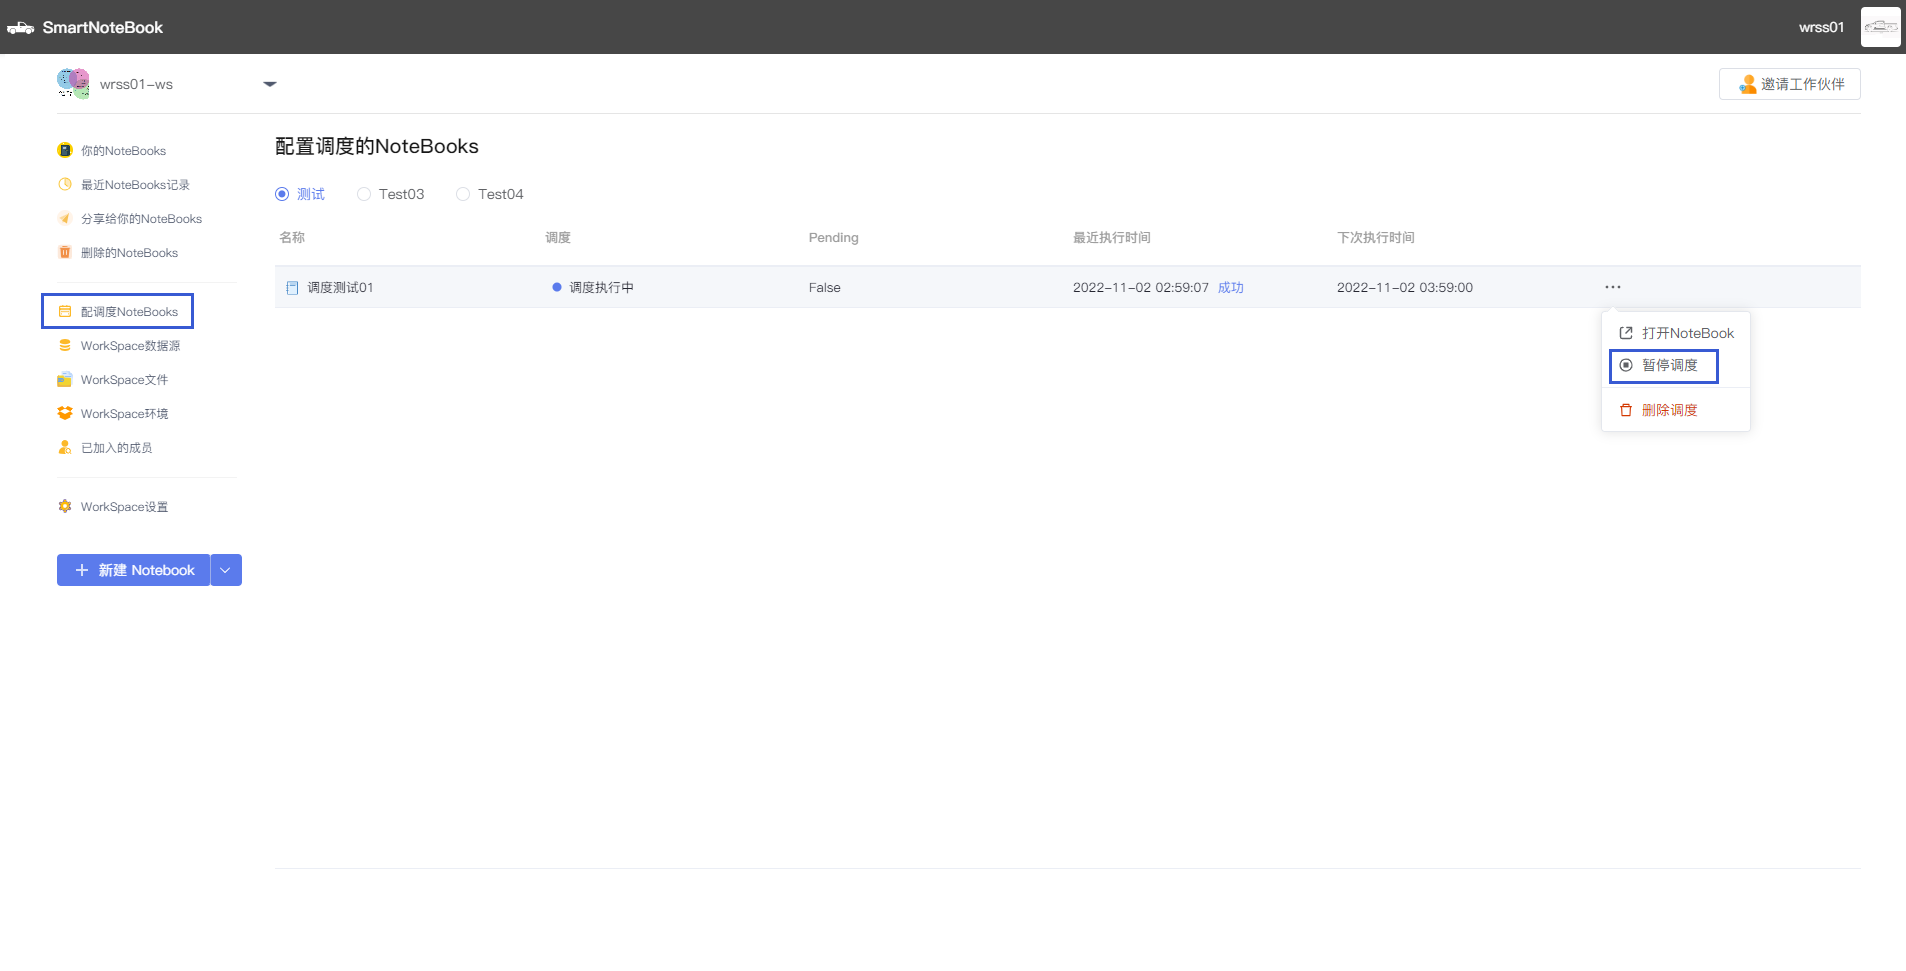 SmartNoteBook
wrss01
wrss01-ws
邀请工作伙伴
你的NoteBooks
最近NoteBooks记录
分享给你的NoteBooks
删除的NoteBooks
配调度NoteBooks
WorkSpace数据源
WorkSpace文件
WorkSpace环境
已加入的成员
WorkSpace设置
新建 Notebook
配置调度的NoteBooks
测试 Test03 Test04
名称 调度 Pending 最近执行时间 下次执行时间
调度测试01 调度执行中 False 2022-11-02 02:59:07 成功 2022-11-02 03:59:00 ...
打开NoteBook
暂停调度
删除调度